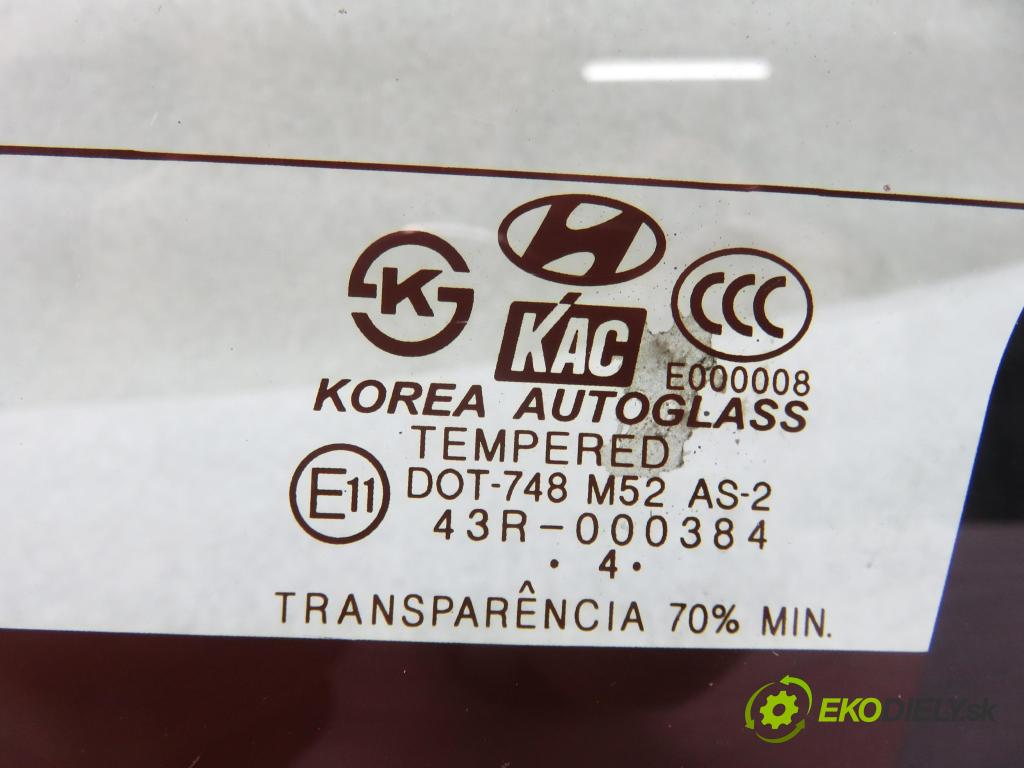 K
KAC
CCC
E000008
KOREA AUTOGLASS
TEMPERED
E11
DOT-748 M52 AS-2
43R-000384
· 4 ·
TRANSPARÊNCIA 70% MIN.
EKODIELY.sk